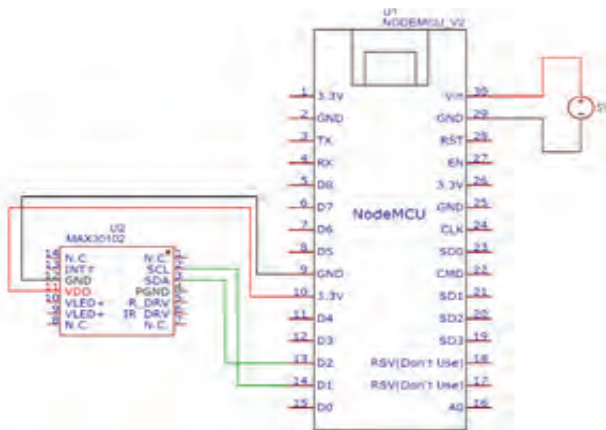 U1
NODEMCU_V2
1 3.3V
2 GND
3 TX
4 RX
5 D8
6 D7
7 D6
8 D5
9 GND
10 3.3V
11 D4
12 D3
13 D2
14 D1
15 D0
NodeMCU
Vin 30
GND 29
RST 28
EN 27
3.3V 26
GND 25
CLK 24
SD0 23
CMD 22
SD1 21
SD2 20
SD3 19
RSV(Don't Use) 18
RSV(Don't Use) 17
A0 16
U2
MAX30102
14 N.C. N.C.
INT
GND SCL
11 VDD SDA
10 VLED+ PGND
VLED+ R_DRV
8 N.C. IR_DRV
N.C.